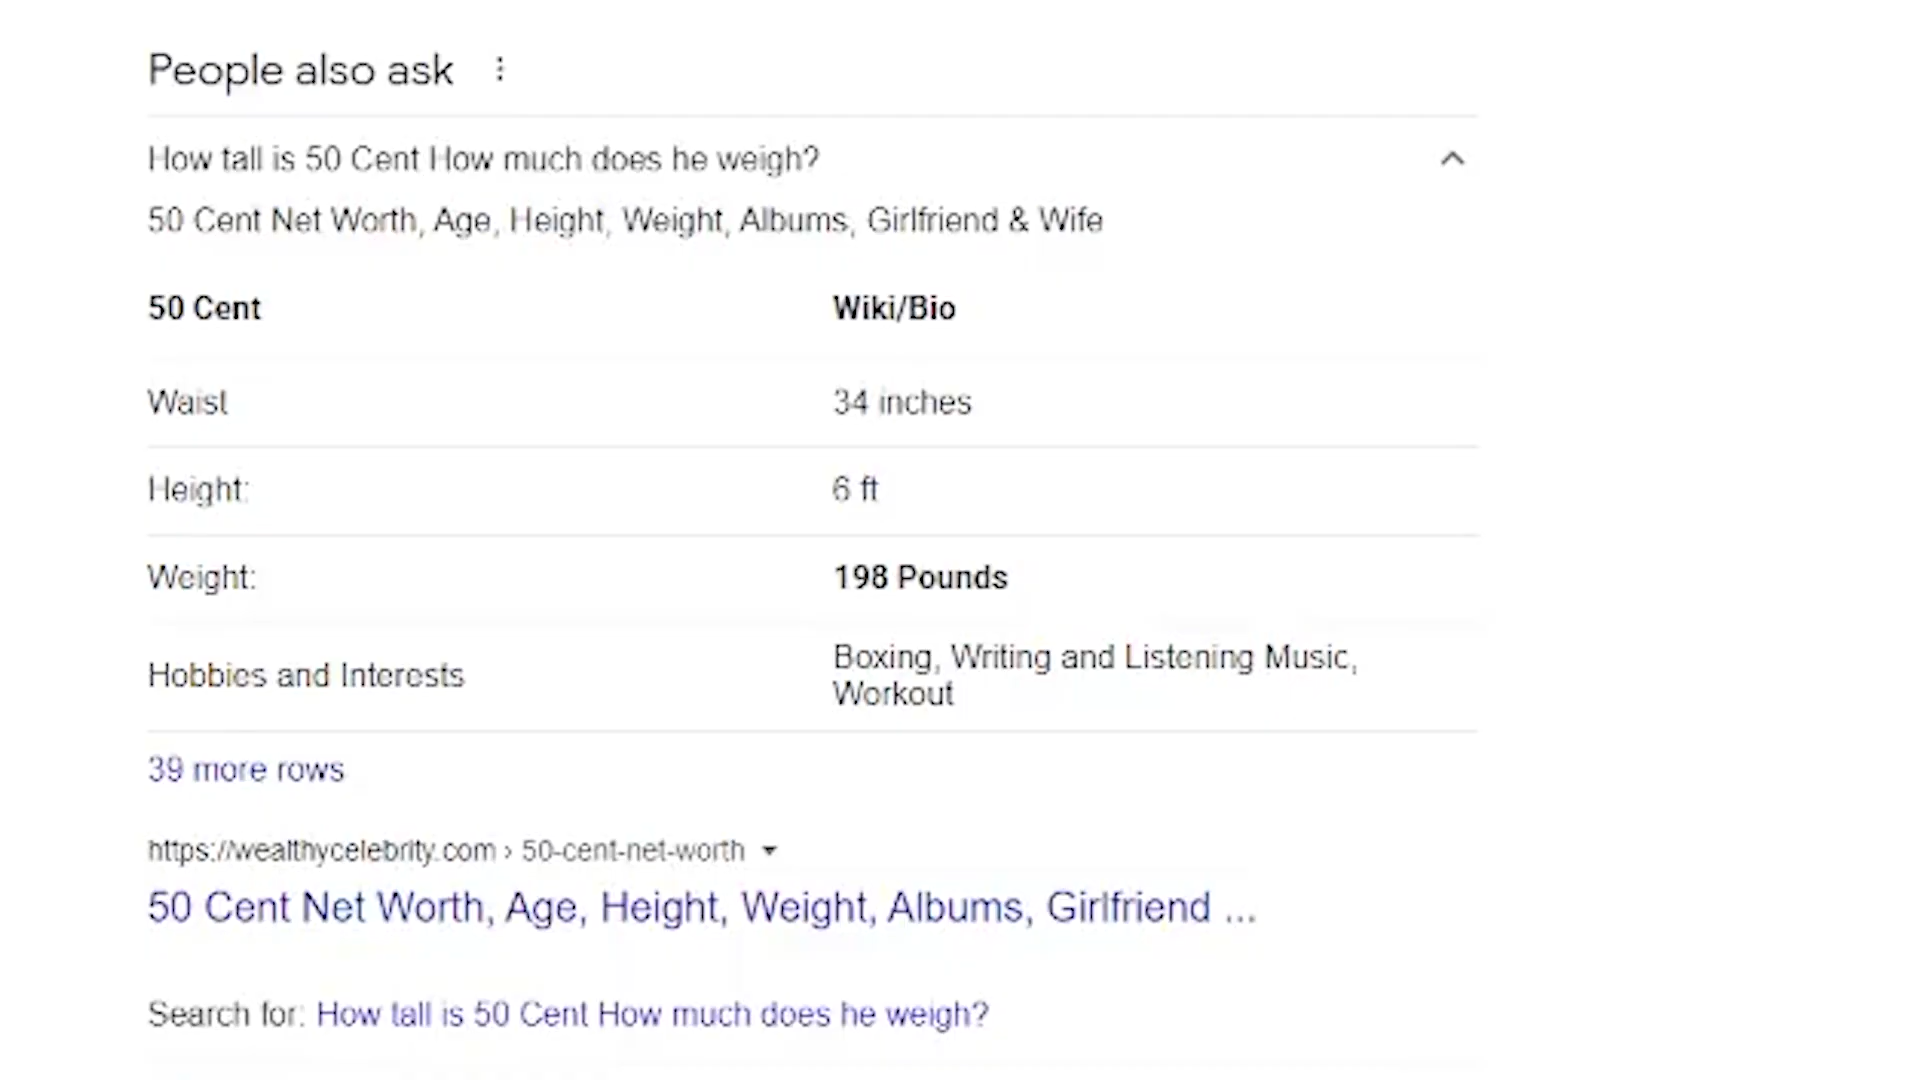 People also ask
How tall is 50 Cent How much does he weigh?
50 Cent Net Worth, Age, Height, Weight, Albums, Girlfriend & Wife
50 Cent Wiki/Bio
Waist 34 inches
Height: 6 ft
Weight: 198 Pounds
Hobbies and Interests Boxing, Writing and Listening Music,
Workout
39 more rows
https://wealthycelebrity.com › 50-cent-net-worth
50 Cent Net Worth, Age, Height, Weight, Albums, Girlfriend ...
Search for: How tall is 50 Cent How much does he weigh?